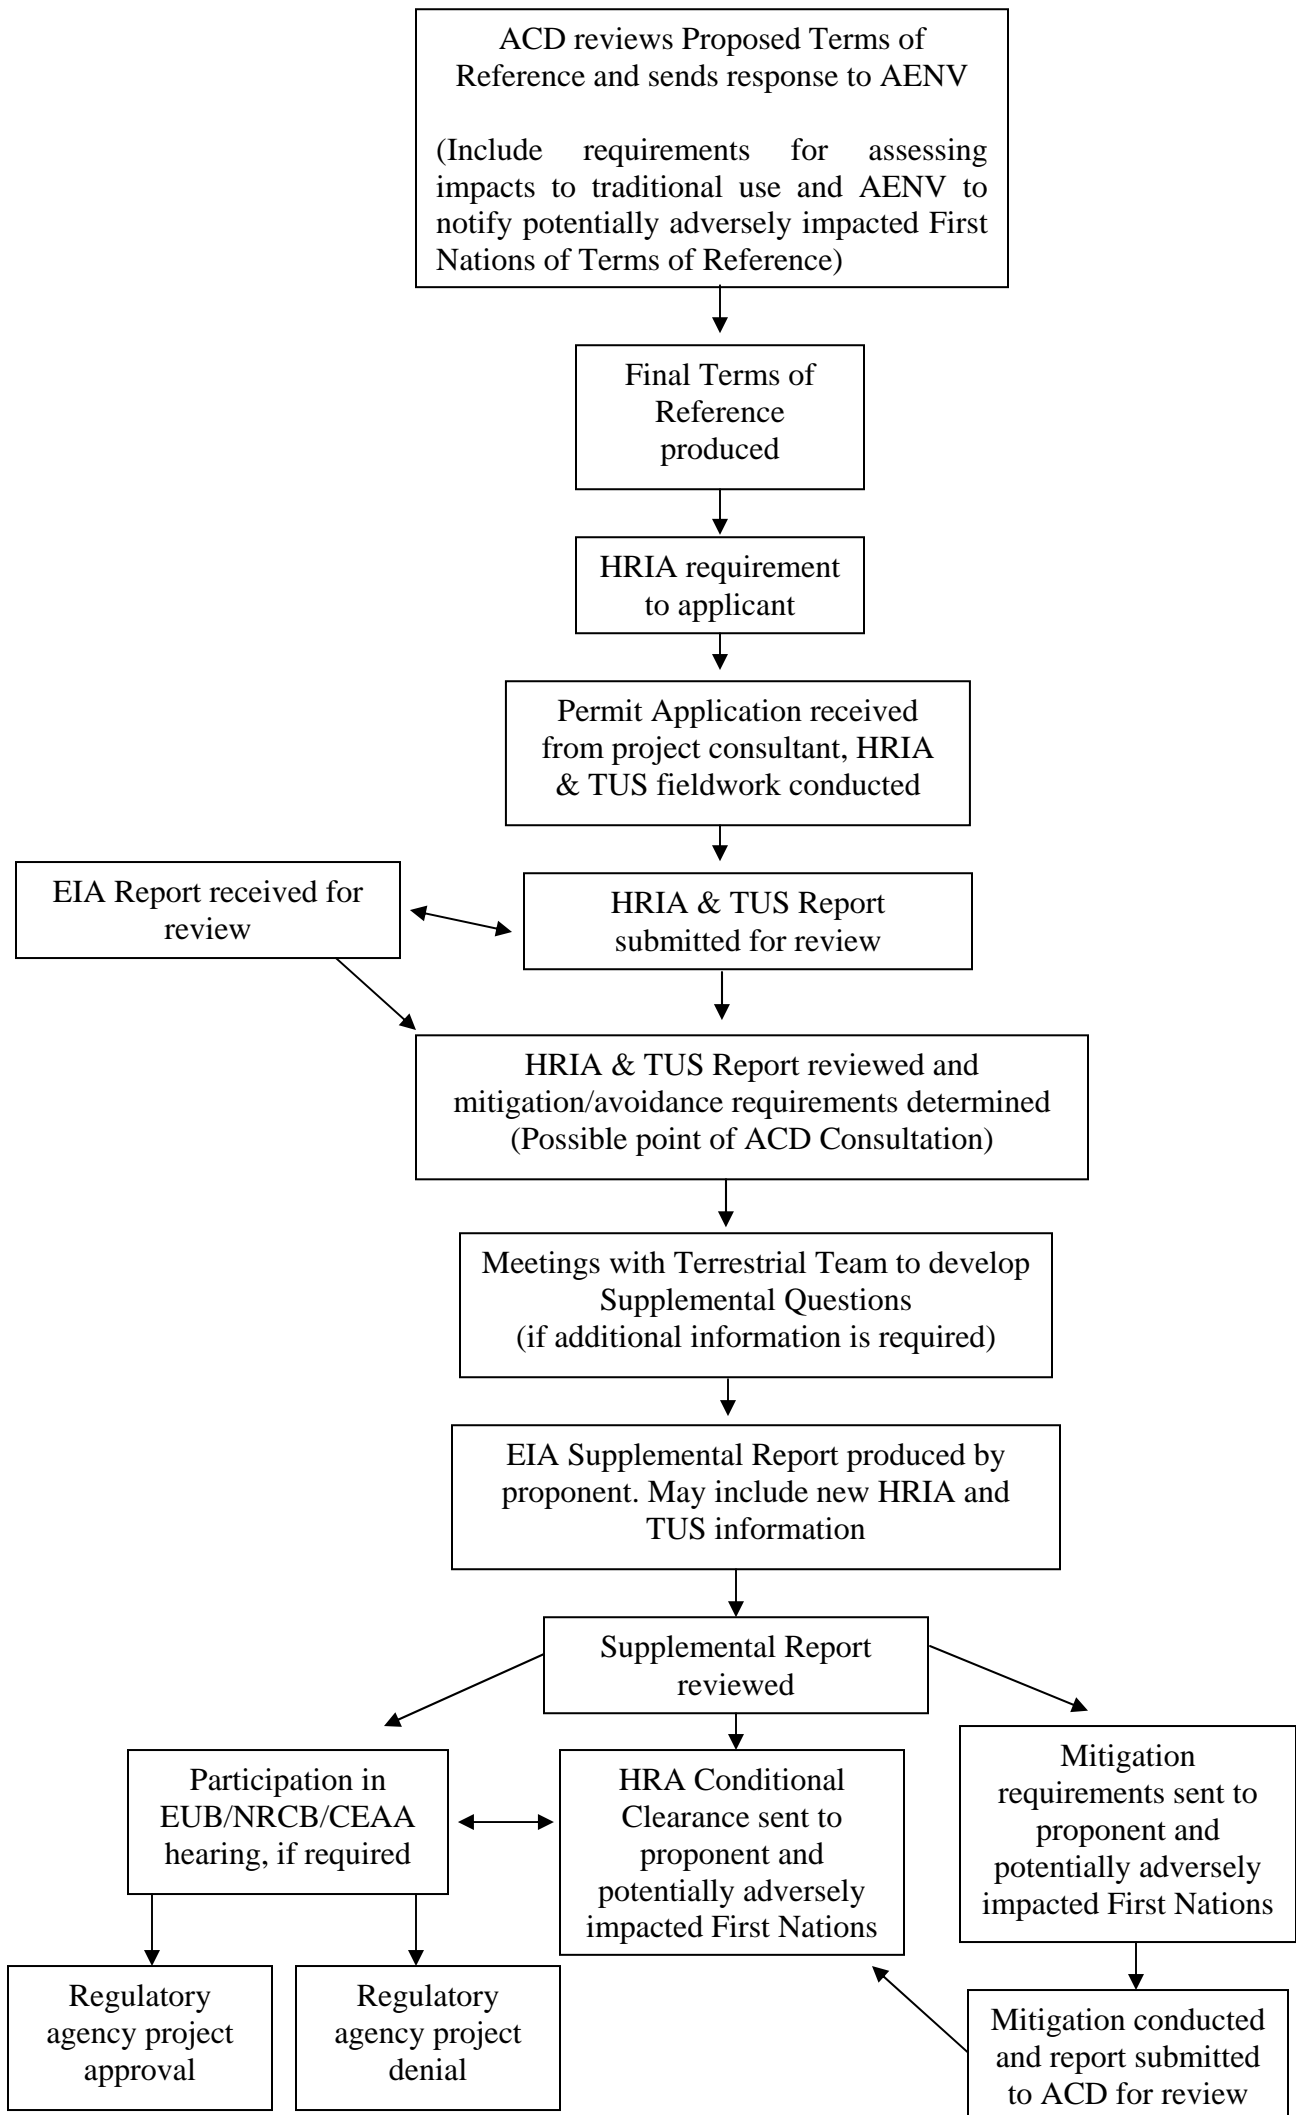 ACD reviews Proposed Terms of
Reference and sends response to AENV
(Include requirements for assessing
impacts to traditional use and AENV to
notify potentially adversely impacted First
Nations of Terms of Reference)
Final Terms of
Reference
produced
HRIA requirement
to applicant
Permit Application received
from project consultant, HRIA
& TUS fieldwork conducted
EIA Report received for
review
HRIA & TUS Report
submitted for review
HRIA & TUS Report reviewed and
mitigation/avoidance requirements determined
(Possible point of ACD Consultation)
Meetings with Terrestrial Team to develop
Supplemental Questions
(if additional information is required)
EIA Supplemental Report produced by
proponent. May include new HRIA and
TUS information
Supplemental Report
reviewed
Participation in
EUB/NRCB/CEAA
hearing, if required
HRA Conditional
Clearance sent to
proponent and
potentially adversely
impacted First Nations
Mitigation
requirements sent to
proponent and
potentially adversely
impacted First Nations
Regulatory
agency project
approval
Regulatory
agency project
denial
Mitigation conducted
and report submitted
to ACD for review